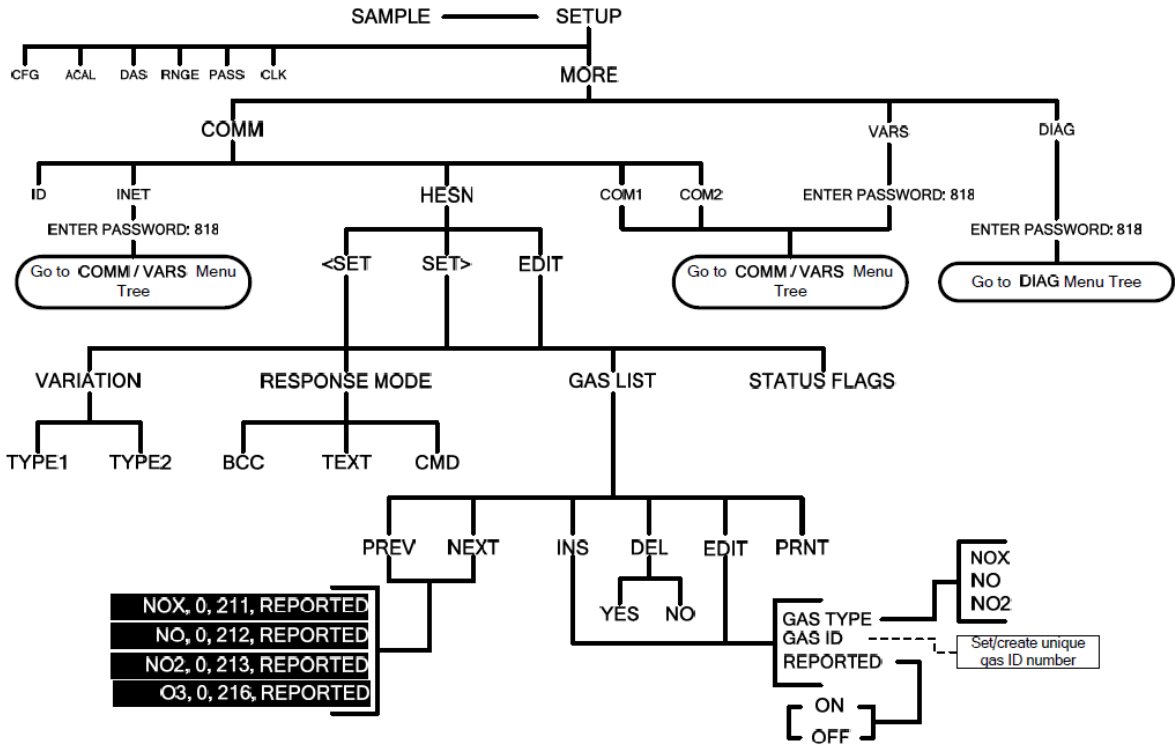 SAMPLE SETUP
CFG ACAL DAS RNGE PASS CLK
MORE
COMM VARS DIAG
ID INET HESN COM1 COM2
ENTER PASSWORD: 818
ENTER PASSWORD: 818
ENTER PASSWORD: 818
<SET SET> EDIT
Go to COMM / VARS Menu
Tree
Go to COMM / VARS Menu
Tree
Go to DIAG Menu Tree
VARIATION RESPONSE MODE GAS LIST STATUS FLAGS
TYPE1 TYPE2 BCC TEXT CMD
PREV NEXT INS DEL EDIT PRNT
YES NO
NOX, 0, 211, REPORTED
NO, 0, 212, REPORTED
NO2, 0, 213, REPORTED
O3, 0, 216, REPORTED
GAS TYPE
GAS ID
REPORTED
NOX
NO
NO2
Set/create unique
gas ID number
ON
OFF